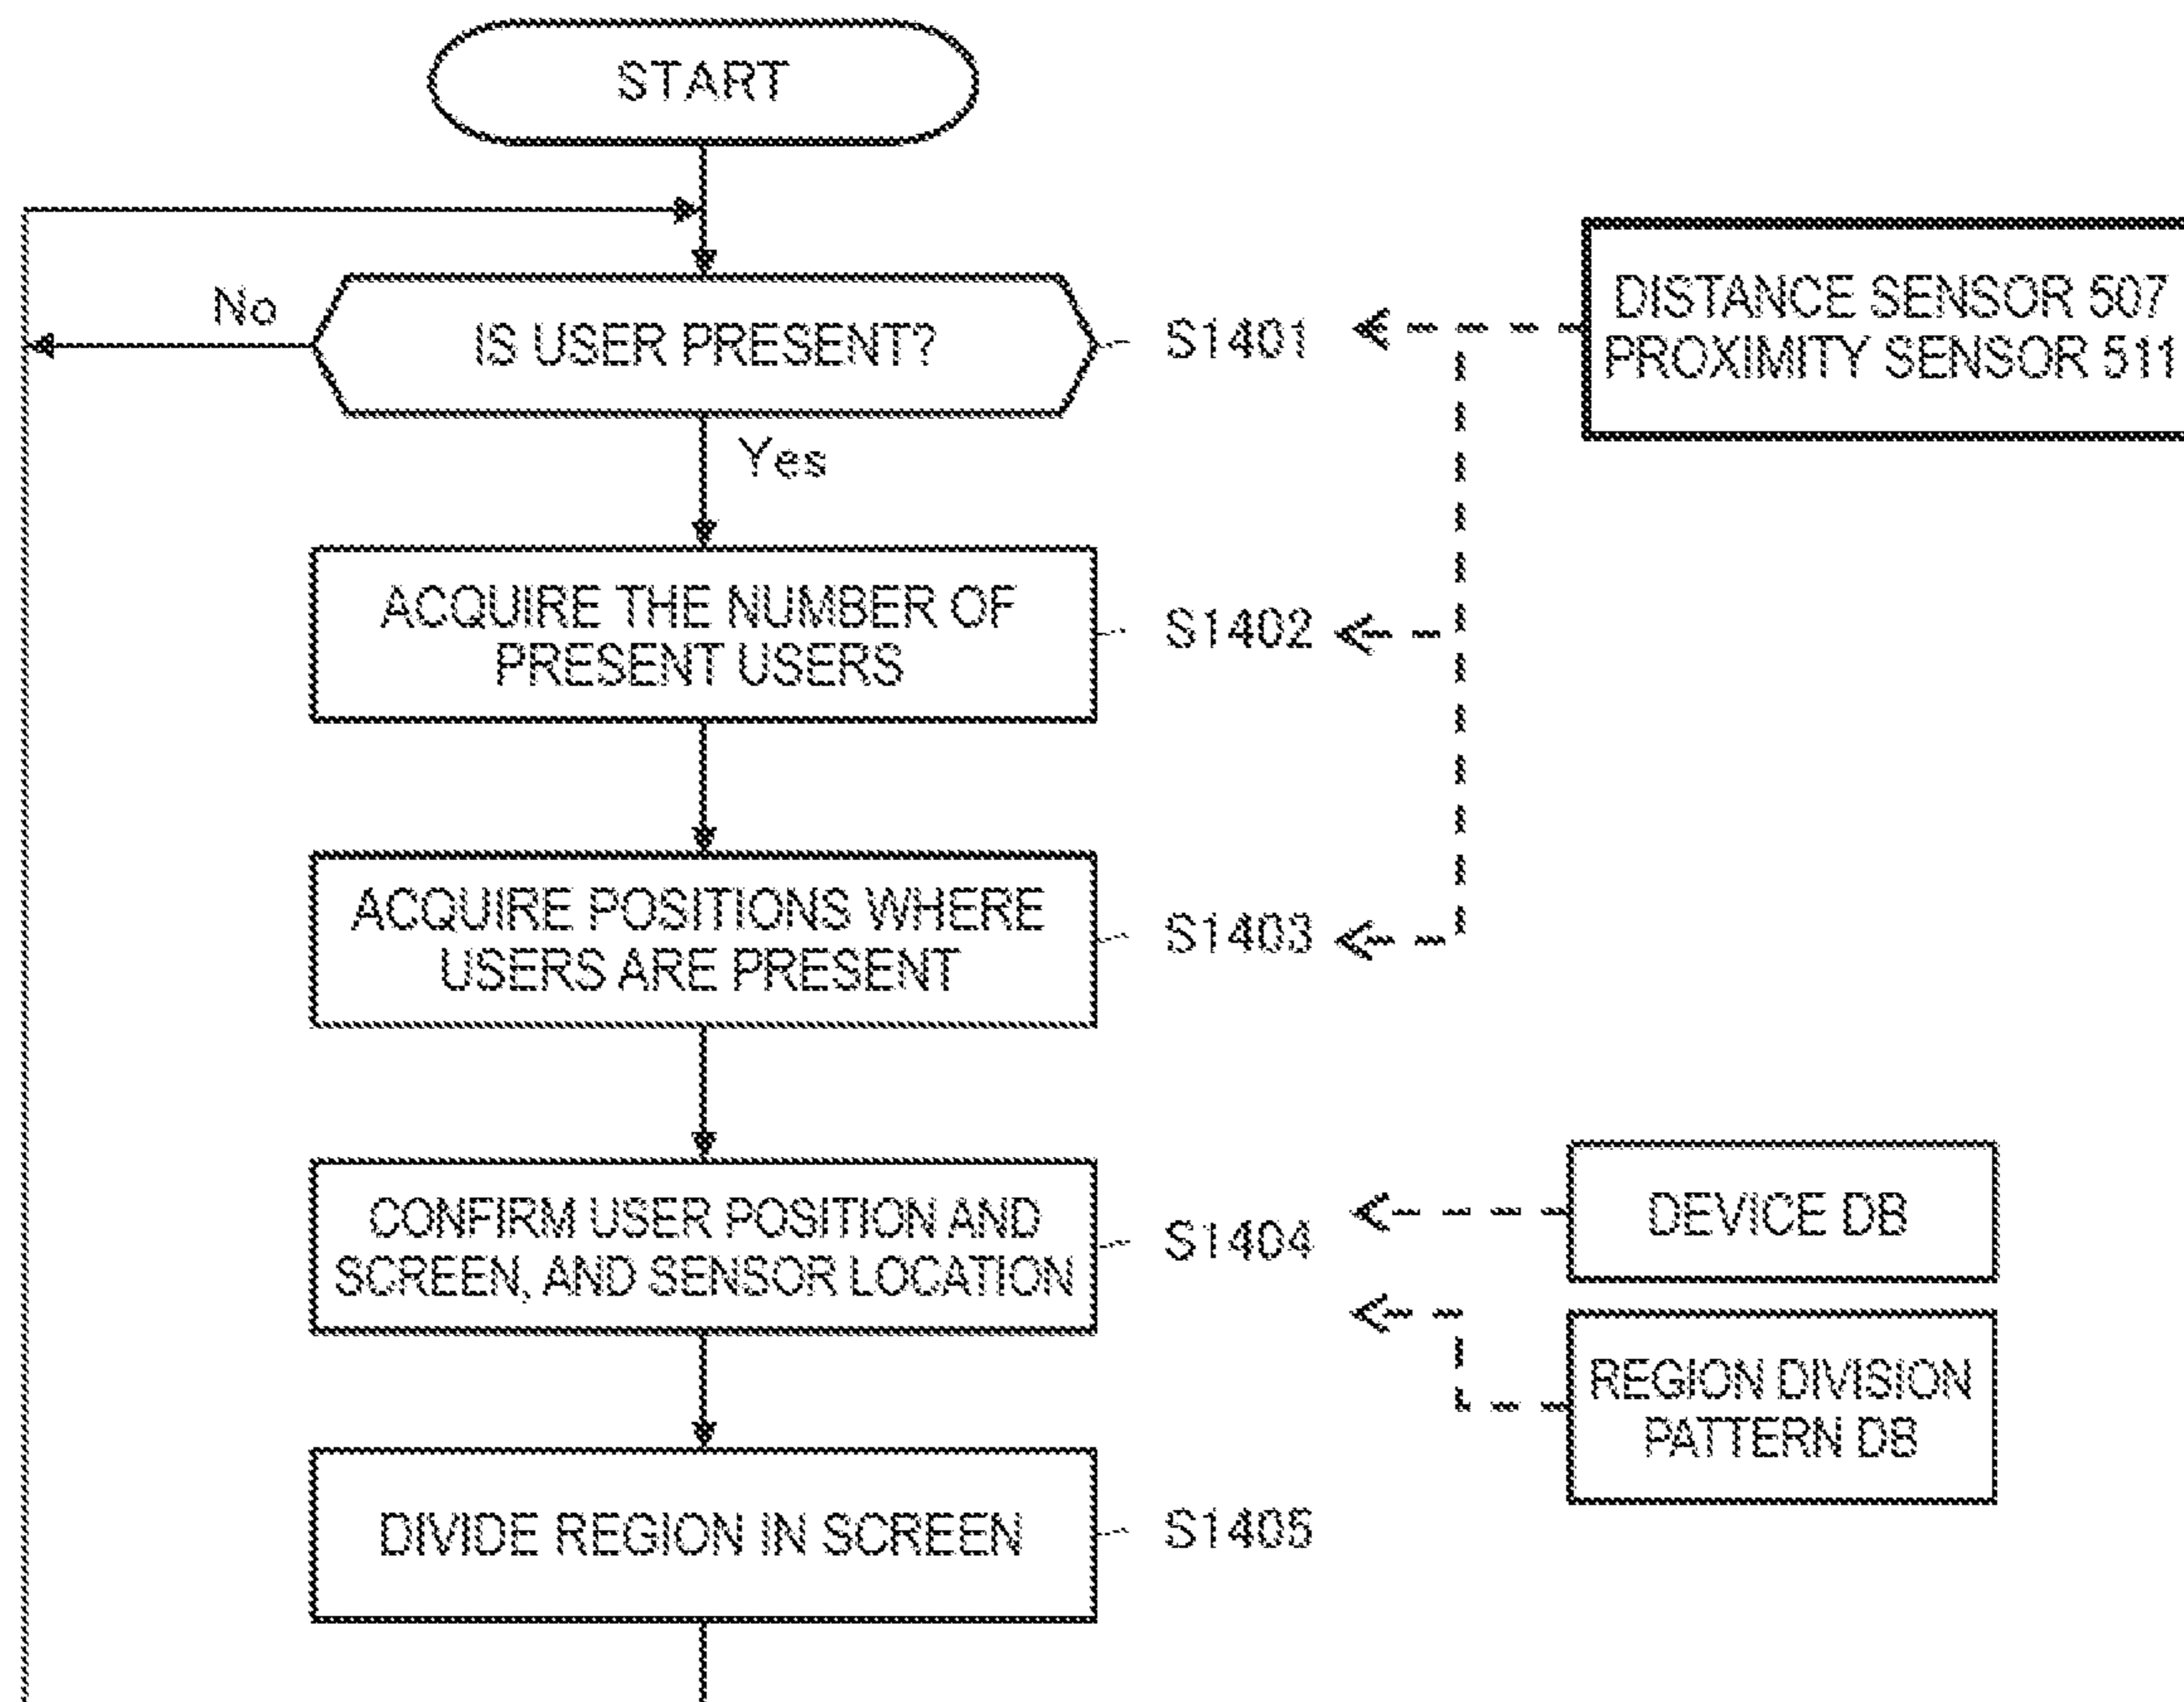 START
No
IS USER PRESENT?
S1401
DISTANCE SENSOR 507
PROXIMITY SENSOR 511
Yes
ACQUIRE THE NUMBER OF
PRESENT USERS
S1402
ACQUIRE POSITIONS WHERE
USERS ARE PRESENT
S1403
CONFIRM USER POSITION AND
SCREEN, AND SENSOR LOCATION
S1404
DEVICE DB
REGION DIVISION
PATTERN DB
DIVIDE REGION IN SCREEN
S1405